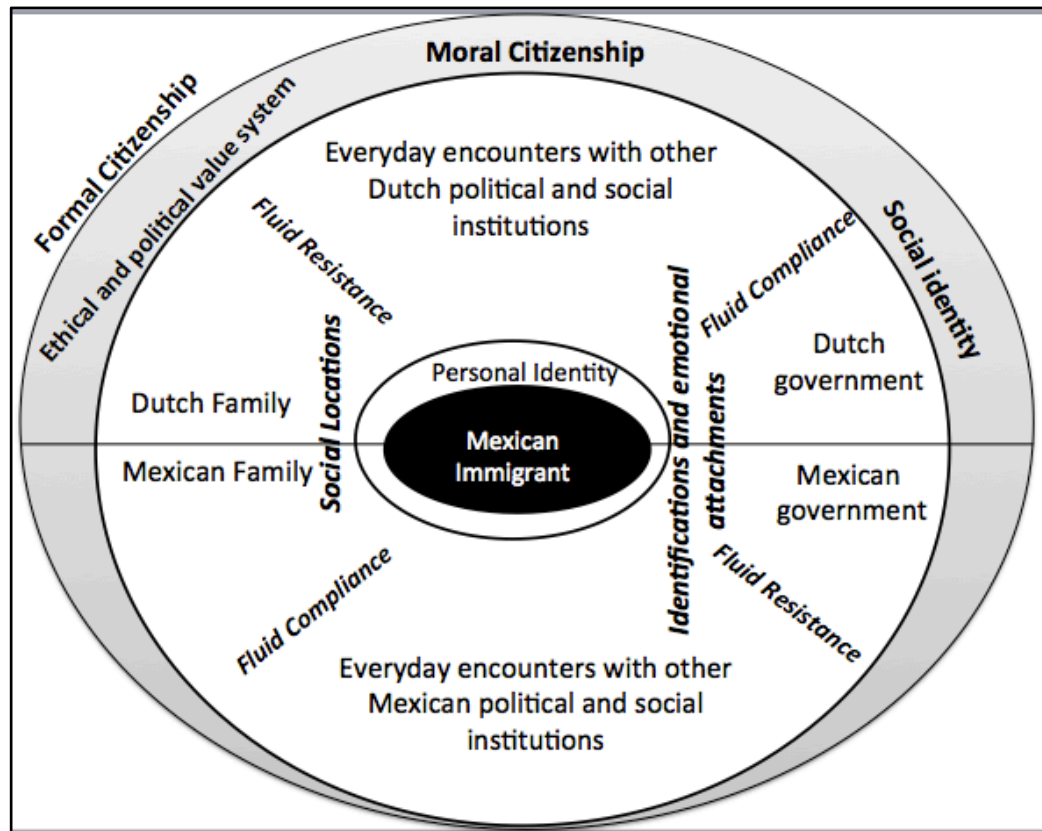 Moral Citizenship
Formal Citizenship
Ethical and political value system
Social identity
Everyday encounters with other
Dutch political and social
institutions
Fluid Resistance
Fluid Compliance
Social Locations
Identifications and emotional
attachments
Personal Identity
Mexican
Immigrant
Dutch Family
Mexican Family
Dutch
government
Mexican
government
Fluid Compliance
Fluid Resistance
Everyday encounters with other
Mexican political and social
institutions